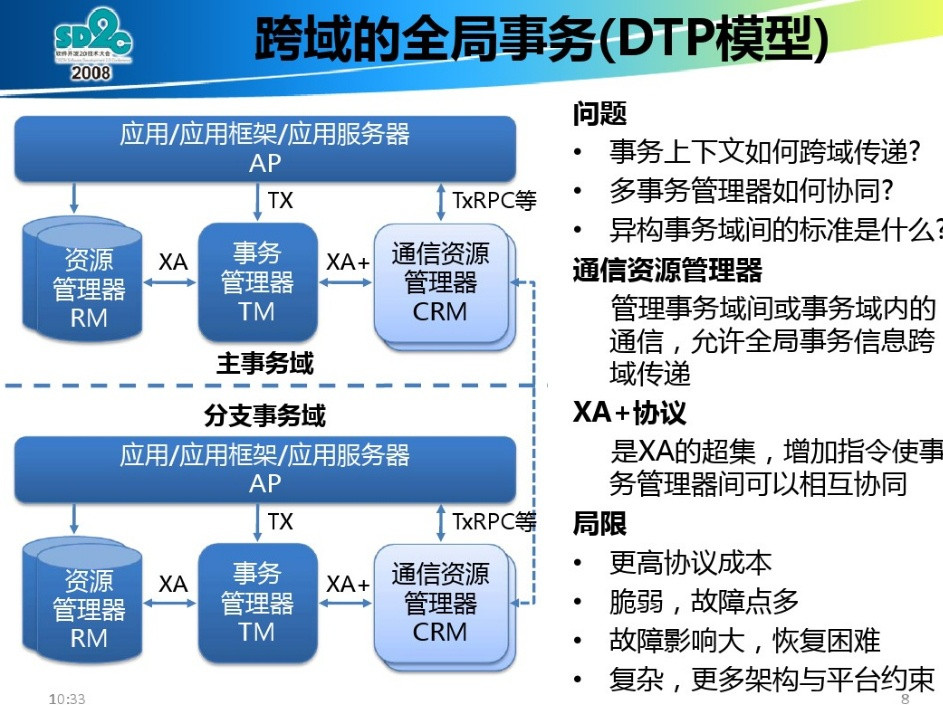 SD2C
软件开发2.0技术大会
2008
跨域的全局事务(DTP模型)
应用/应用框架/应用服务器
AP
TX
TxRPC等
资源
管理器
RM
XA
事务
管理器
TM
XA+
通信资源
管理器
CRM
主事务域
分支事务域
应用/应用框架/应用服务器
AP
TX
TxRPC等
资源
管理器
RM
XA
事务
管理器
TM
XA+
通信资源
管理器
CRM
问题
• 事务上下文如何跨域传递?
• 多事务管理器如何协同?
• 异构事务域间的标准是什么?
通信资源管理器
管理事务域间或事务域内的
通信，允许全局事务信息跨
域传递
XA+协议
是XA的超集，增加指令使事
务管理器间可以相互协同
局限
• 更高协议成本
• 脆弱，故障点多
• 故障影响大，恢复困难
• 复杂，更多架构与平台约束
10:33
8